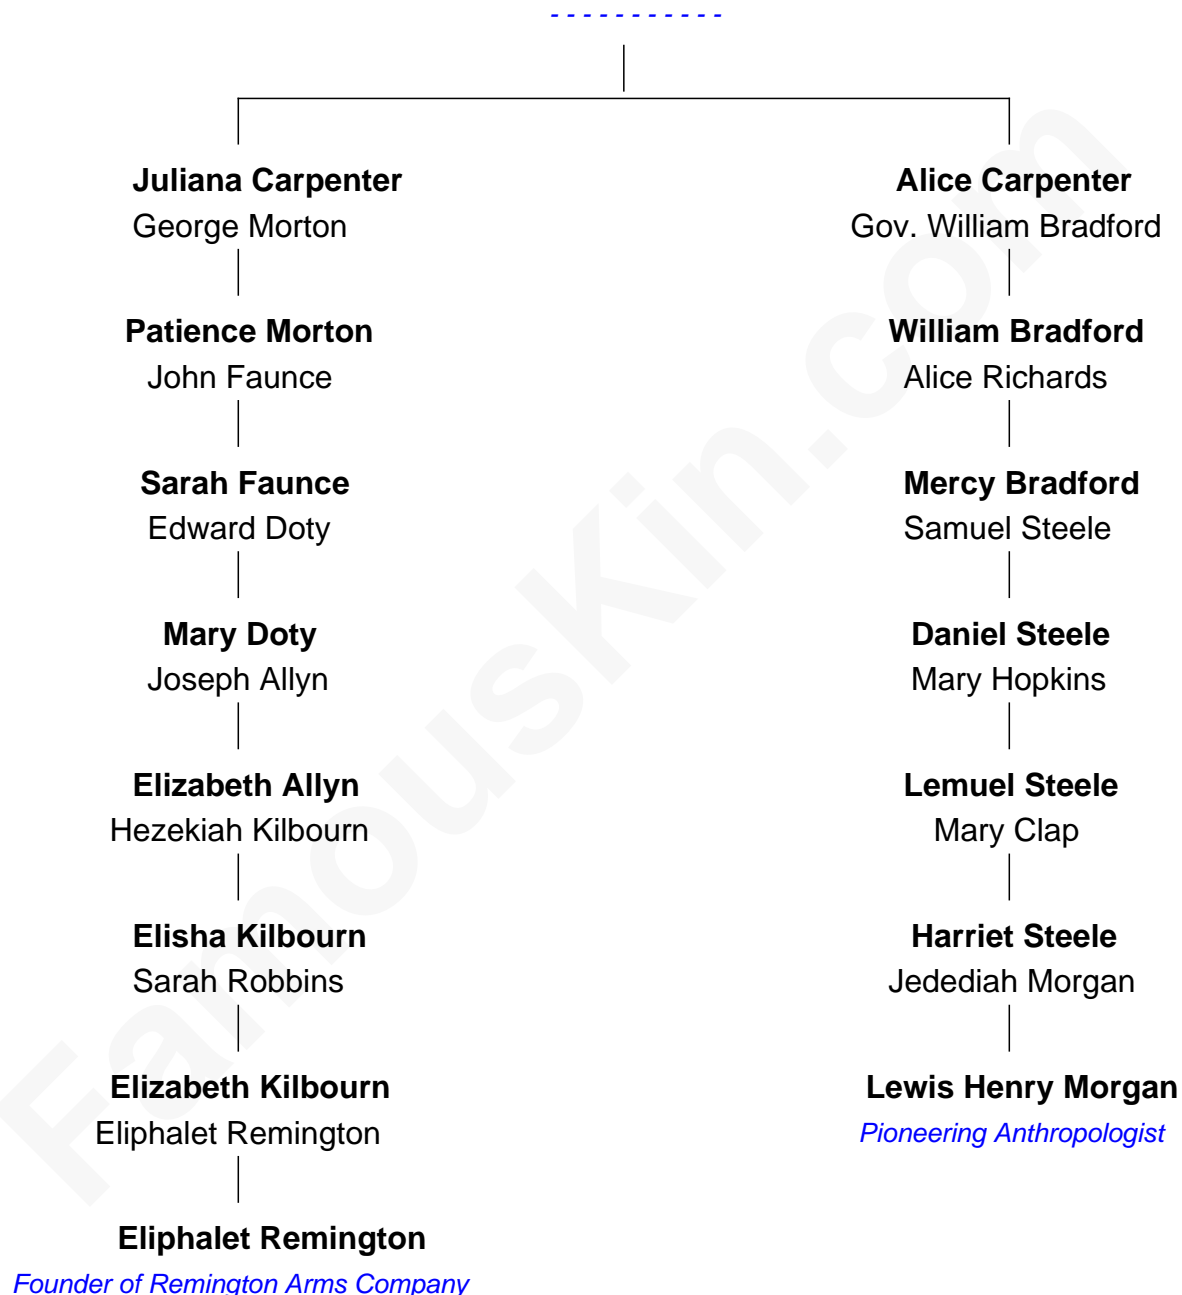 - - - - - - - - - - -
Juliana Carpenter
George Morton
Alice Carpenter
Gov. William Bradford
Patience Morton
John Faunce
William Bradford
Alice Richards
Sarah Faunce
Edward Doty
Mercy Bradford
Samuel Steele
Mary Doty
Joseph Allyn
Daniel Steele
Mary Hopkins
Elizabeth Allyn
Hezekiah Kilbourn
Lemuel Steele
Mary Clap
Elisha Kilbourn
Sarah Robbins
Harriet Steele
Jedediah Morgan
Elizabeth Kilbourn
Eliphalet Remington
Lewis Henry Morgan
Pioneering Anthropologist
Eliphalet Remington
Founder of Remington Arms Company
FamousKin.com